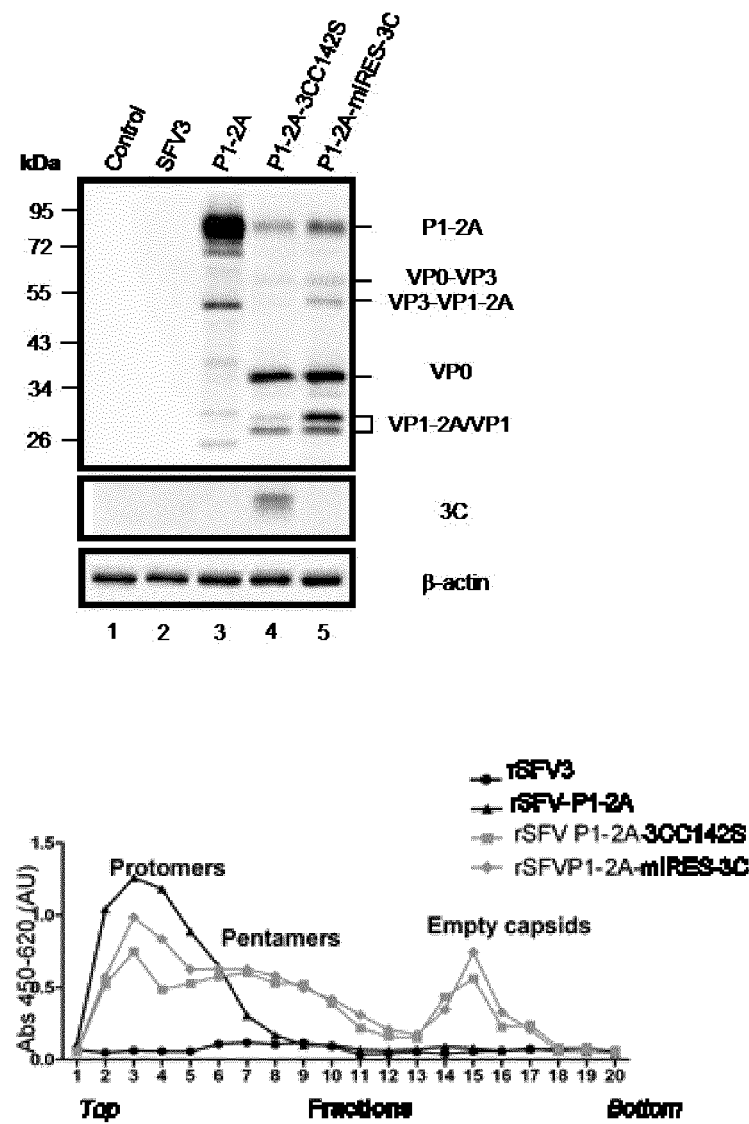 Control
SFV3
P1-2A
P1-2A-3CC142S
P1-2A-mIRES-3C
kDa
95
72
55
43
34
26
P1-2A
VP0-VP3
VP3-VP1-2A
VP0
VP1-2A/VP1
3C
β-actin
1 2 3 4 5
rSFV3
rSFV-P1-2A
rSFV P1-2A-3CC142S
rSFVP1-2A-mIRES-3C
Abs 450-620 (AU)
1.5
1.0
0.5
0.0
Protomers
Pentamers
Empty capsids
1 2 3 4 5 6 7 8 9 10 11 12 13 14 15 16 17 18 19 20
Top Fractions Bottom